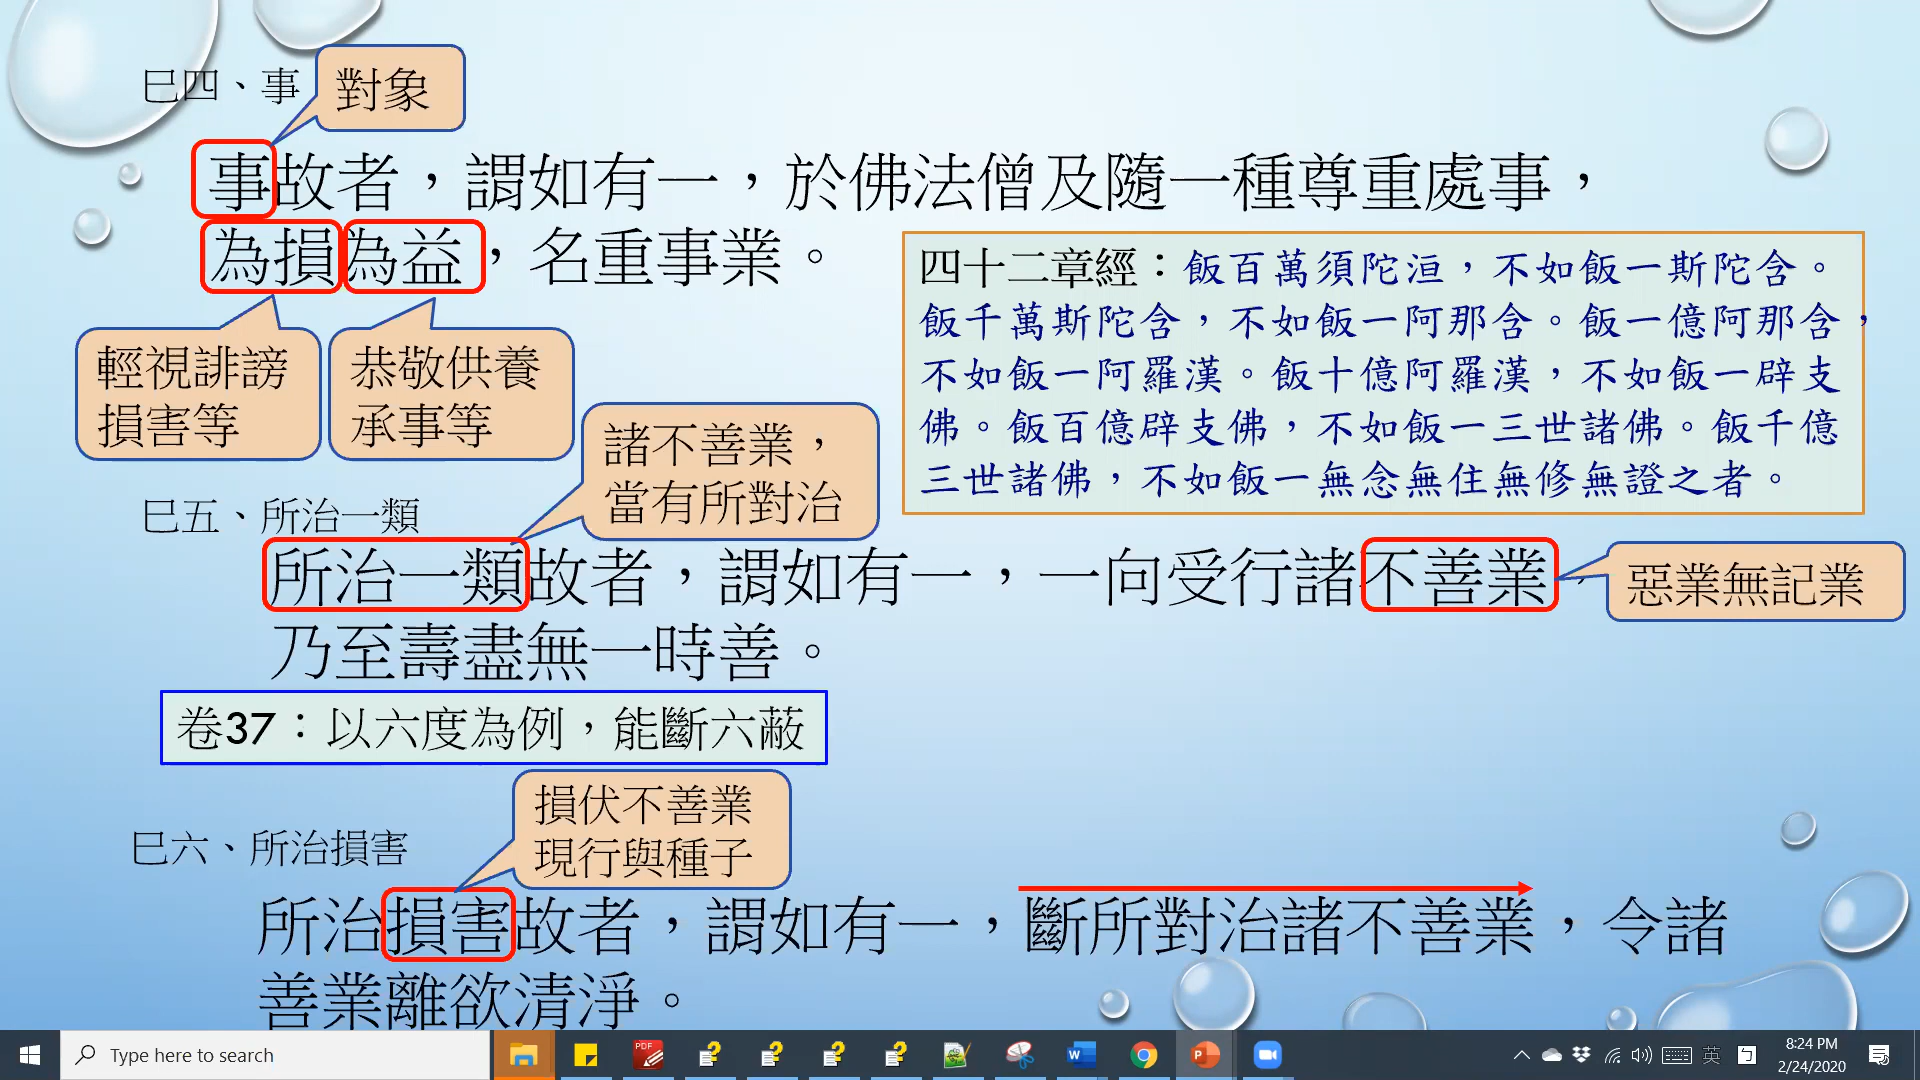 巳四、事
對象
事故者，謂如有一，於佛法僧及隨一種尊重處事，
為損為益，名重事業。
輕視誹謗
損害等
恭敬供養
承事等
四十二章經：飯百萬須陀洹，不如飯一斯陀含。
飯千萬斯陀含，不如飯一阿那含。飯一億阿那含，
不如飯一阿羅漢。飯十億阿羅漢，不如飯一辟支
佛。飯百億辟支佛，不如飯一三世諸佛。飯千億
三世諸佛，不如飯一無念無住無修無證之者。
諸不善業，
當有所對治
巳五、所治一類
所治一類故者，謂如有一，一向受行諸不善業，
乃至壽盡無一時善。
惡業無記業
卷37：以六度為例，能斷六蔽
損伏不善業
現行與種子
巳六、所治損害
所治損害故者，謂如有一，斷所對治諸不善業，令諸
善業離欲清淨。
Type here to search
PDF
英
8:24 PM
2/24/2020